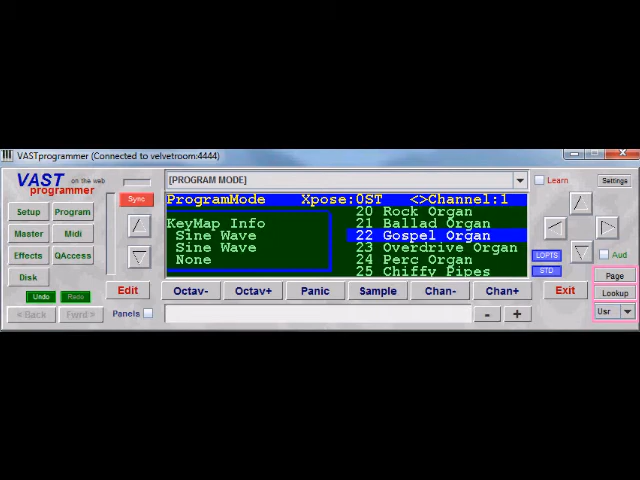 VASTprogrammer (Connected to velvetroom:4444)
VAST on the web
programmer
Sync
[PROGRAM MODE]
Learn
Settings
Setup
Program
Master
Midi
Effects
QAccess
Disk
Undo
Redo
< Back
Fwrd >
ProgramMode Xpose:0ST <>Channel:1
KeyMap Info
Sine Wave
Sine Wave
None
20 Rock Organ
21 Ballad Organ
22 Gospel Organ
23 Overdrive Organ
24 Perc Organ
25 Chiffy Pipes
LOPTS
STD
Aud
Page
Lookup
Usr
Edit
Octav-
Octav+
Panic
Sample
Chan-
Chan+
Exit
Panels
-
+